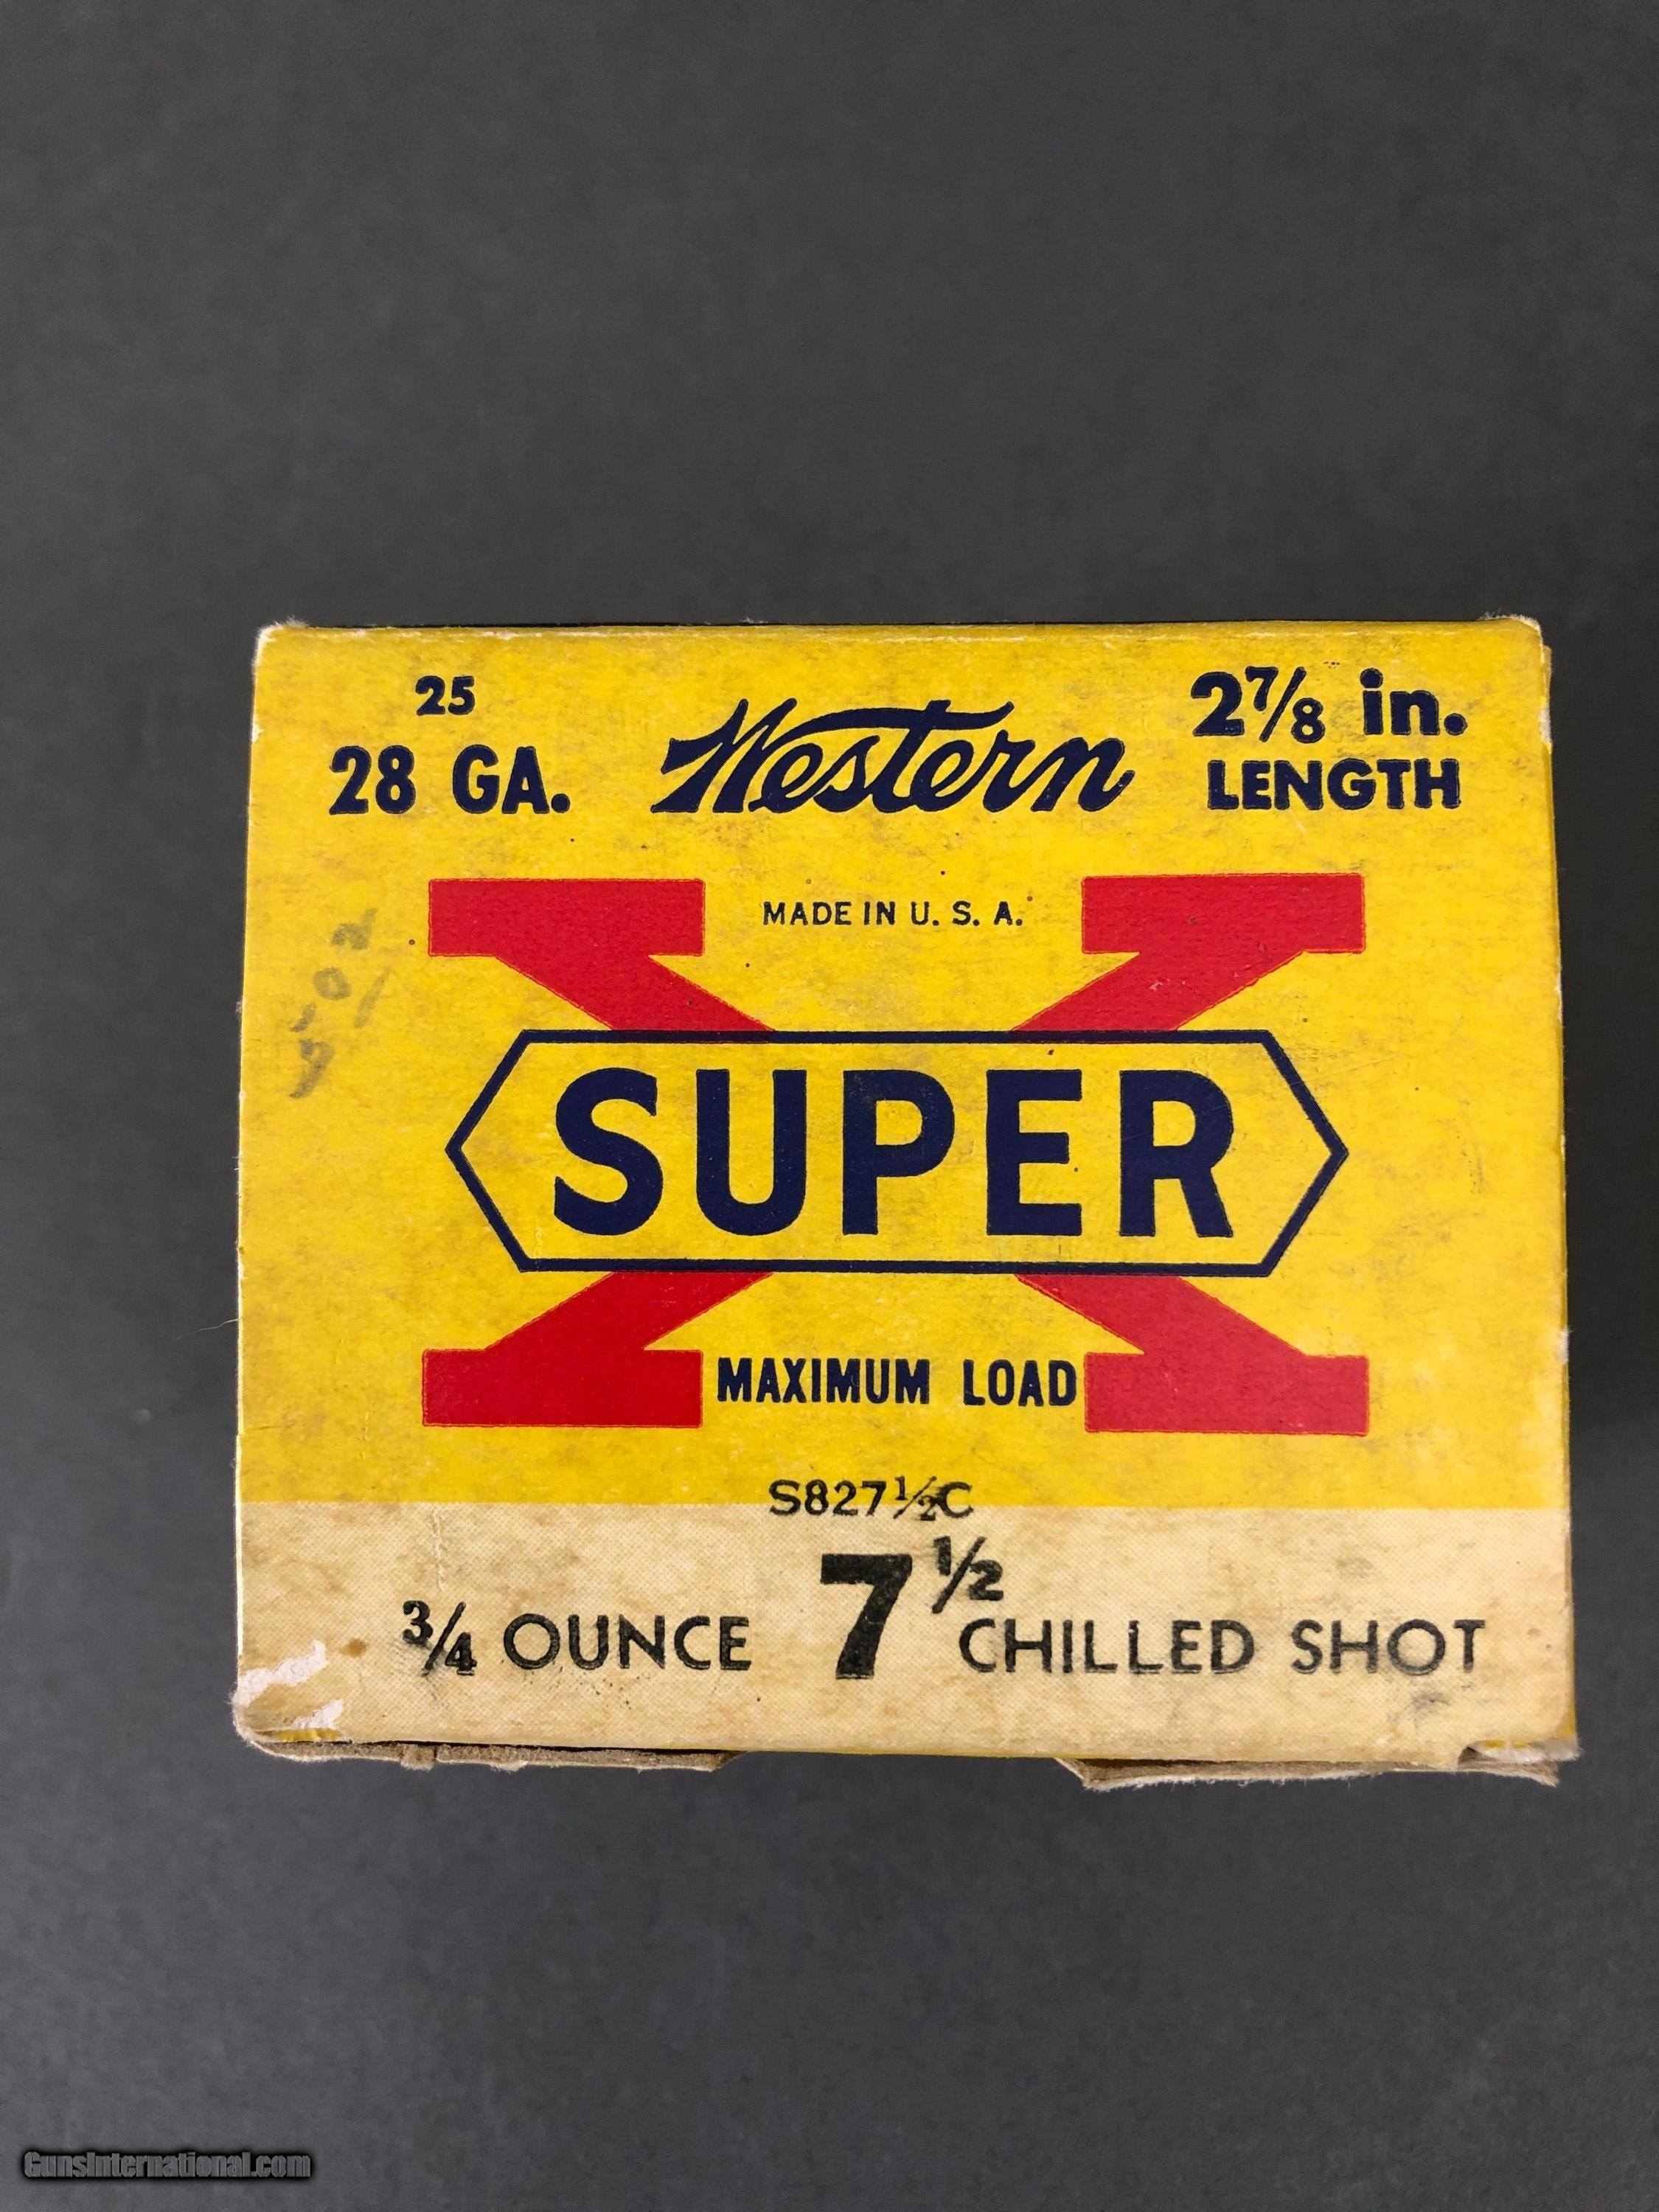 25
28 GA.
Western
2⅞ in.
LENGTH
MADE IN U. S. A.
SUPER
X
MAXIMUM LOAD
S827½C
¾ OUNCE 7½ CHILLED SHOT
GunsInternational.com